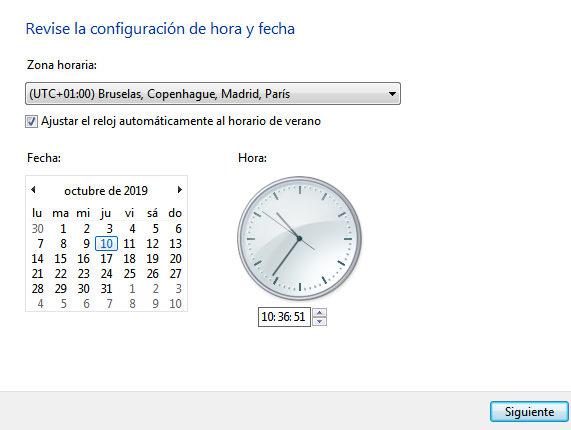 Revise la configuración de hora y fecha
Zona horaria:
(UTC+01:00) Bruselas, Copenhague, Madrid, París
Ajustar el reloj automáticamente al horario de verano
Fecha:
octubre de 2019
lu ma mi ju vi sá do
30 1 2 3 4 5 6
7 8 9 10 11 12 13
14 15 16 17 18 19 20
21 22 23 24 25 26 27
28 29 30 31 1 2 3
4 5 6 7 8 9 10
Hora:
10:36:51
Siguiente